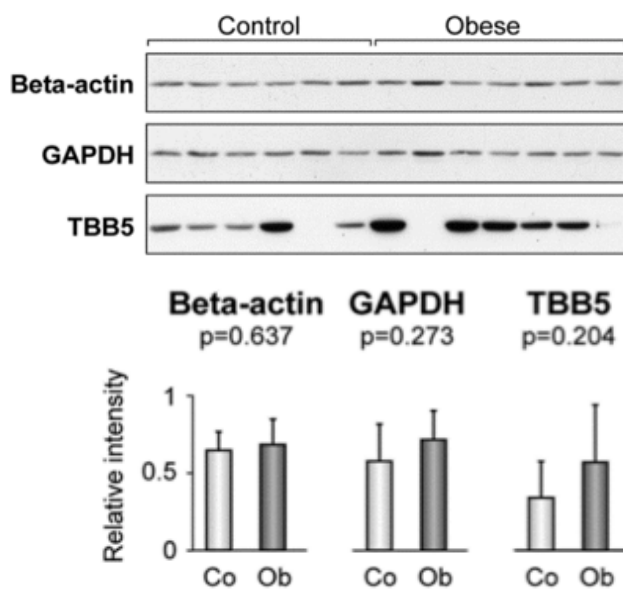 Control Obese
Beta-actin
GAPDH
TBB5
Beta-actin GAPDH TBB5
p=0.637 p=0.273 p=0.204
Relative intensity
1
0.5
0
Co Ob Co Ob Co Ob